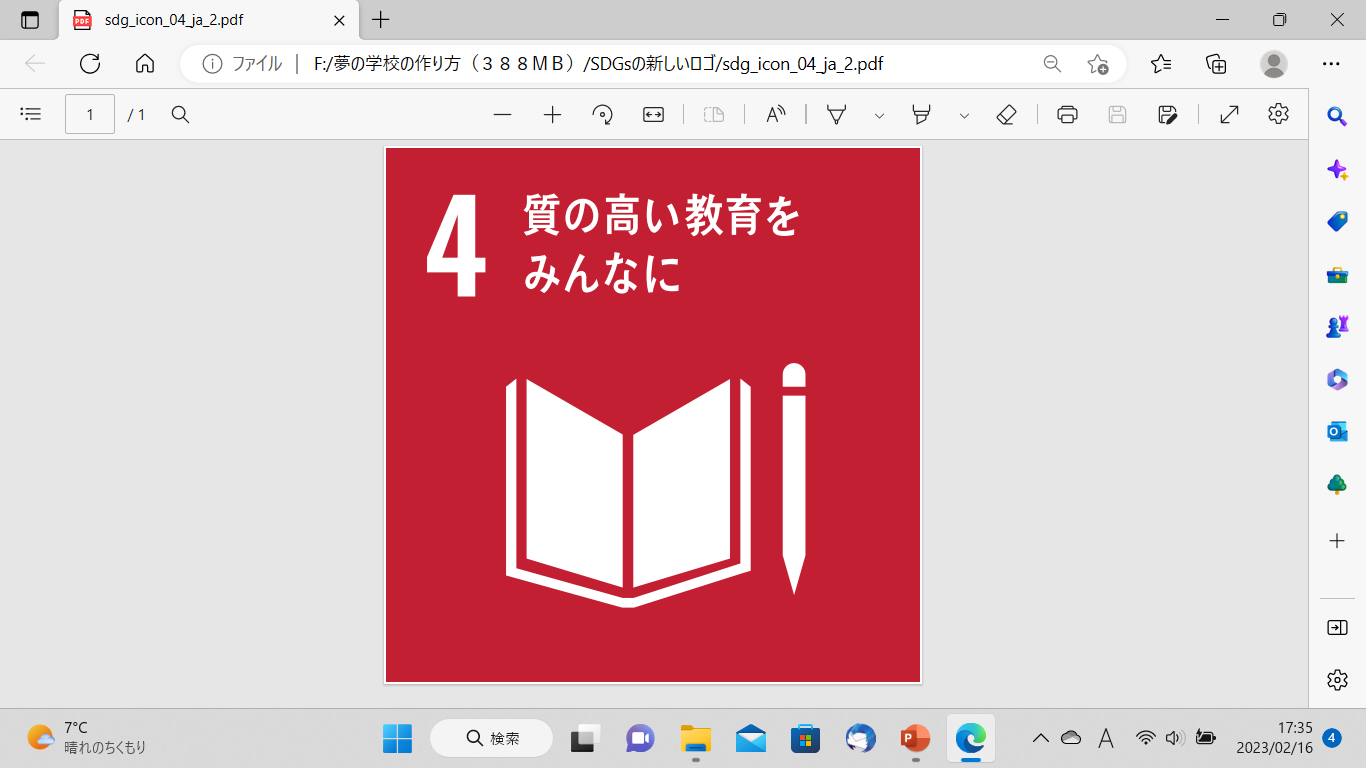 sdg_icon_04_ja_2.pdf
ファイル
F:/夢の学校の作り方（３８８ＭＢ）/SDGsの新しいロゴ/sdg_icon_04_ja_2.pdf
1
/ 1
4
質の高い教育を
みんなに
7°C
晴れのちくもり
検索
A
17:35
2023/02/16
4